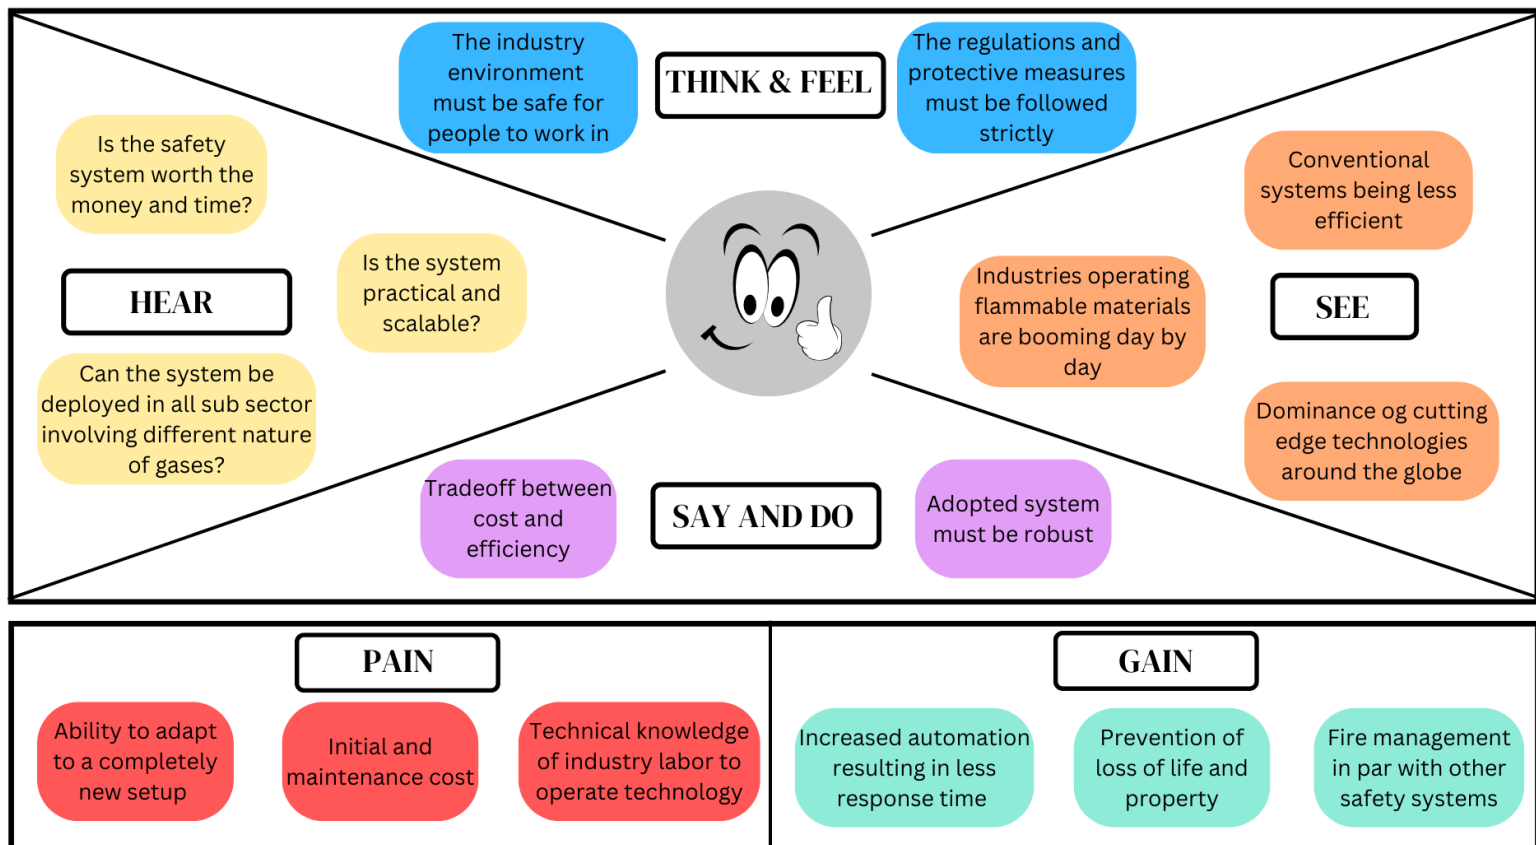 The industry
environment
must be safe for
people to work in
THINK & FEEL
The regulations and
protective measures
must be followed
strictly
Is the safety
system worth the
money and time?
Is the system
practical and
scalable?
HEAR
Can the system be
deployed in all sub sector
involving different nature
of gases?
Conventional
systems being less
efficient
Industries operating
flammable materials
are booming day by
day
SEE
Dominance og cutting
edge technologies
around the globe
Tradeoff between
cost and
efficiency
SAY AND DO
Adopted system
must be robust
PAIN
Ability to adapt
to a completely
new setup
Initial and
maintenance cost
Technical knowledge
of industry labor to
operate technology
GAIN
Increased automation
resulting in less
response time
Prevention of
loss of life and
property
Fire management
in par with other
safety systems